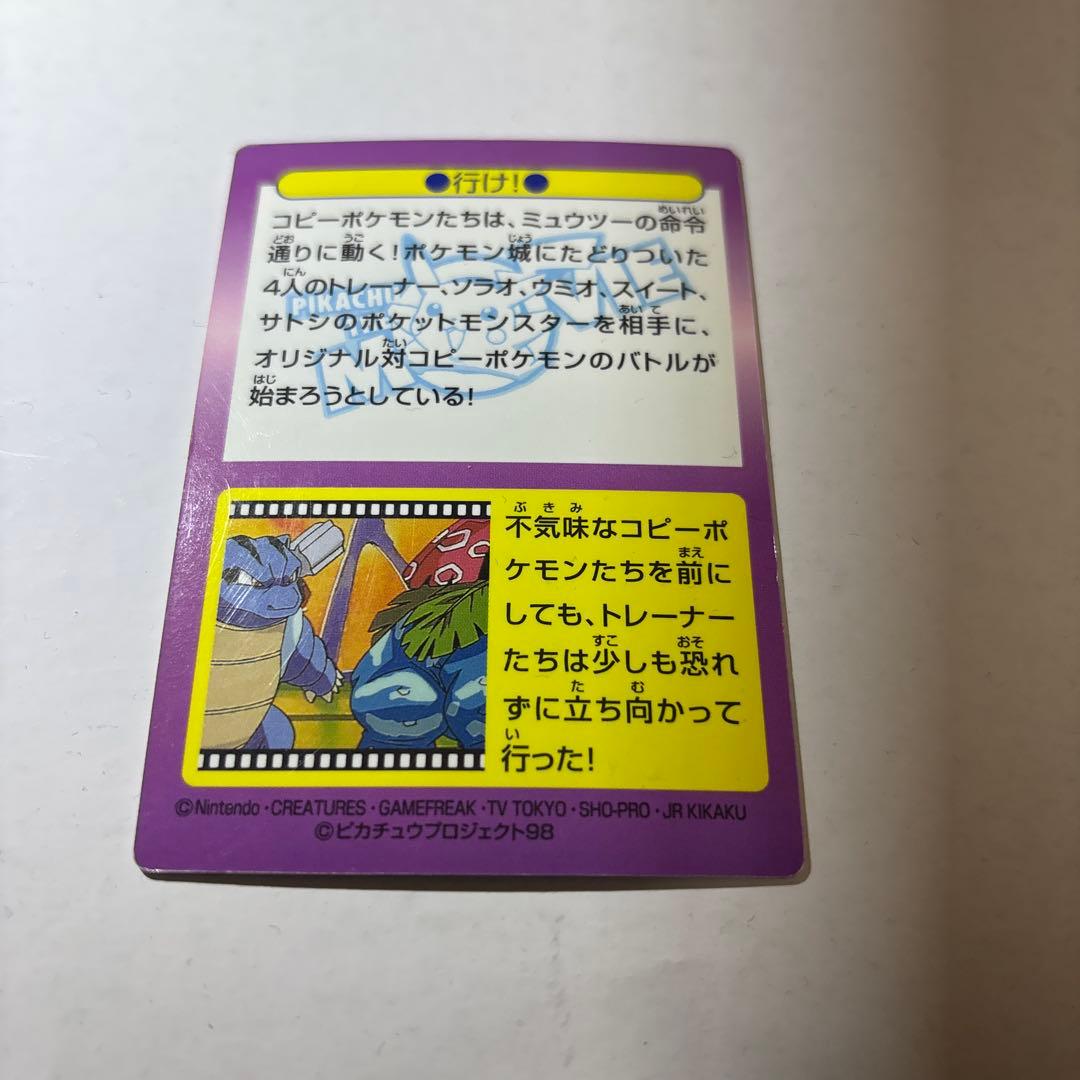 ●行け!●
コピーポケモンたちは、ミュウツーの命令
通りに動く!ポケモン城にたどりついた
4人のトレーナー、ソラオ、ウミオ、スイート、
サトシのポケットモンスターを相手に、
オリジナル対コピーポケモンのバトルが
始まろうとしている!
PIKACHU
THE
MOVIE
不気味なコピーポ
ケモンたちを前に
しても、トレーナー
たちは少しも恐れ
ずに立ち向かって
行った!
©Nintendo・CREATURES・GAMEFREAK・TV TOKYO・SHO-PRO・JR KIKAKU
©ピカチュウプロジェクト98